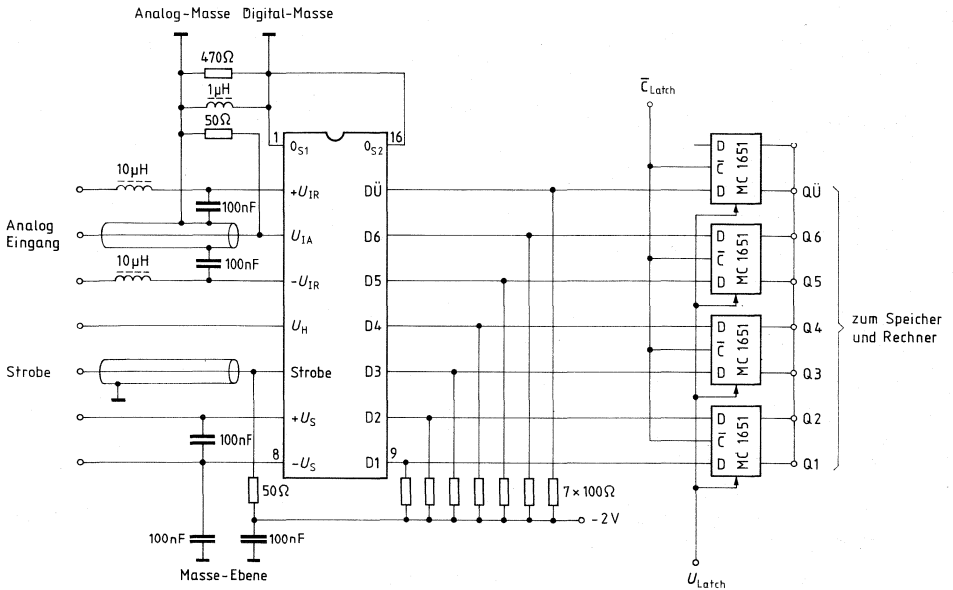 Analog-Masse Digital-Masse
470Ω
1µH
50Ω
1 16
0S1 0S2
C̅Latch
10µH
+UIR DÜ
100nF
Analog
Eingang
UIA D6
100nF
10µH
-UIR D5
UH D4
Strobe
Strobe D3
+US D2
100nF
8 9
-US D1
50Ω
7×100Ω
-2V
100nF
100nF
Masse-Ebene
D
C̅
D
MC 1651
QÜ
D
C̅
D
MC 1651
Q6
Q5
D
C̅
D
MC 1651
Q4
Q3
D
C̅
D
MC 1651
Q2
Q1
zum Speicher
und Rechner
ULatch